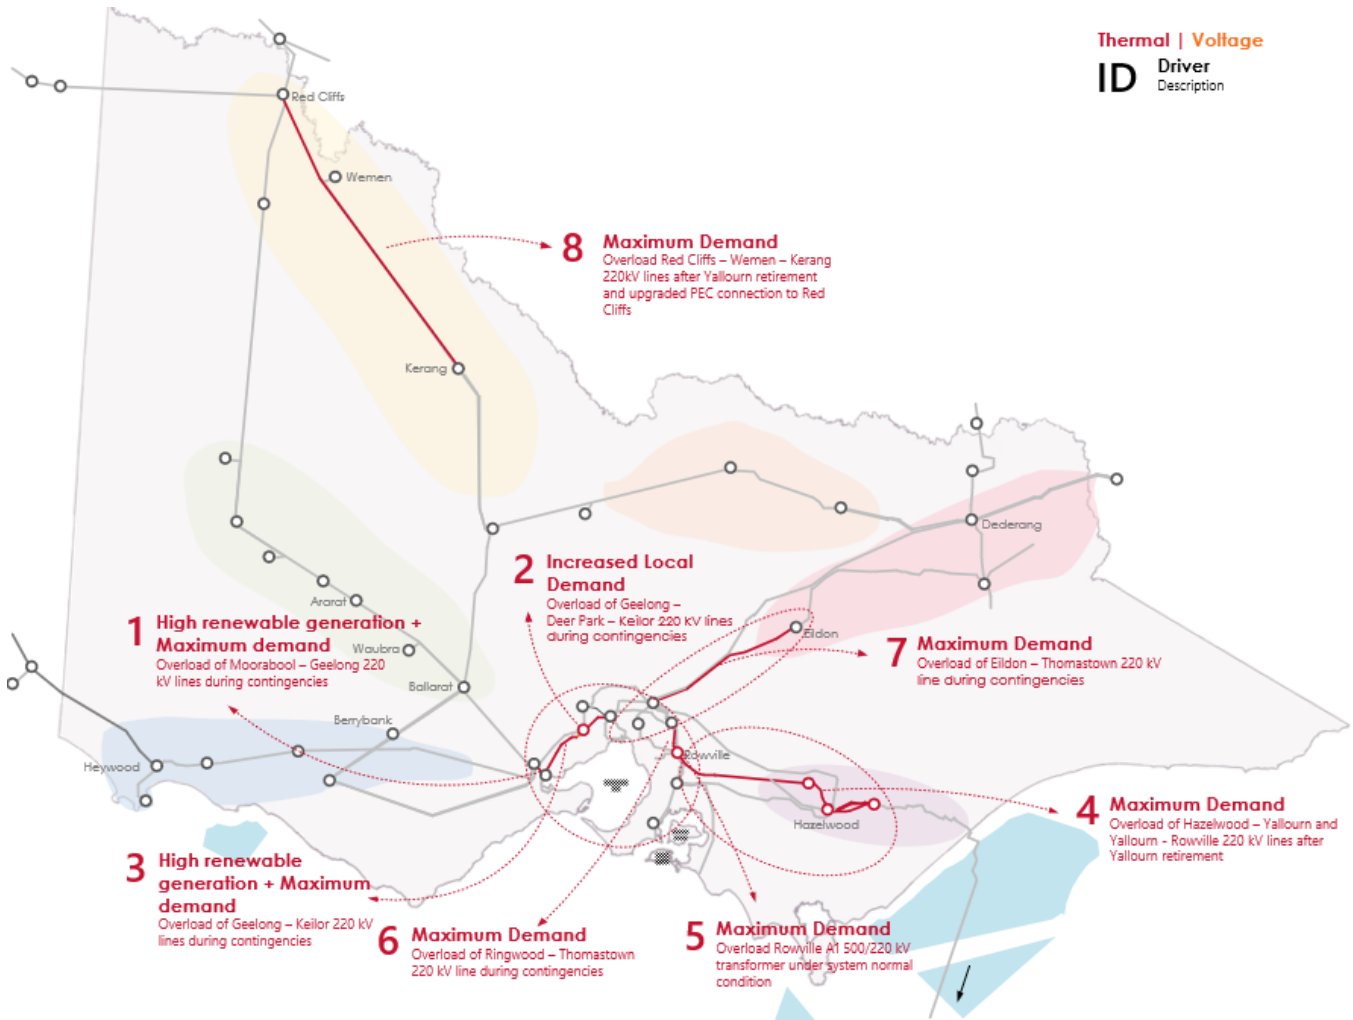 Thermal | Voltage
ID Driver
Description
Red Cliffs
Wemen
8 Maximum Demand
Overload Red Cliffs – Wemen – Kerang
220kV lines after Yallourn retirement
and upgraded PEC connection to Red
Cliffs
Kerang
Dederang
2 Increased Local
Demand
Overload of Geelong –
Deer Park – Keilor 220 kV lines
during contingencies
Ararat
1 High renewable generation +
Maximum demand
Overload of Moorabool – Geelong 220
kV lines during contingencies
Waubra
Eildon
7 Maximum Demand
Overload of Eildon – Thomastown 220 kV
line during contingencies
Ballarat
Berrybank
Heywood
Rowville
Hazelwood
4 Maximum Demand
Overload of Hazelwood – Yallourn and
Yallourn - Rowville 220 kV lines after
Yallourn retirement
3 High renewable
generation + Maximum
demand
Overload of Geelong – Keilor 220 kV
lines during contingencies
6 Maximum Demand
Overload of Ringwood – Thomastown
220 kV line during contingencies
5 Maximum Demand
Overload Rowville A1 500/220 kV
transformer under system normal
condition